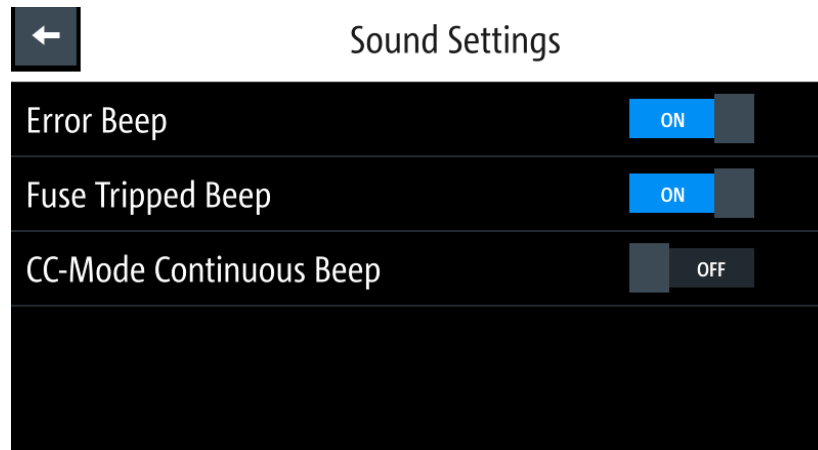 Sound Settings
Error Beep ON
Fuse Tripped Beep ON
CC-Mode Continuous Beep OFF